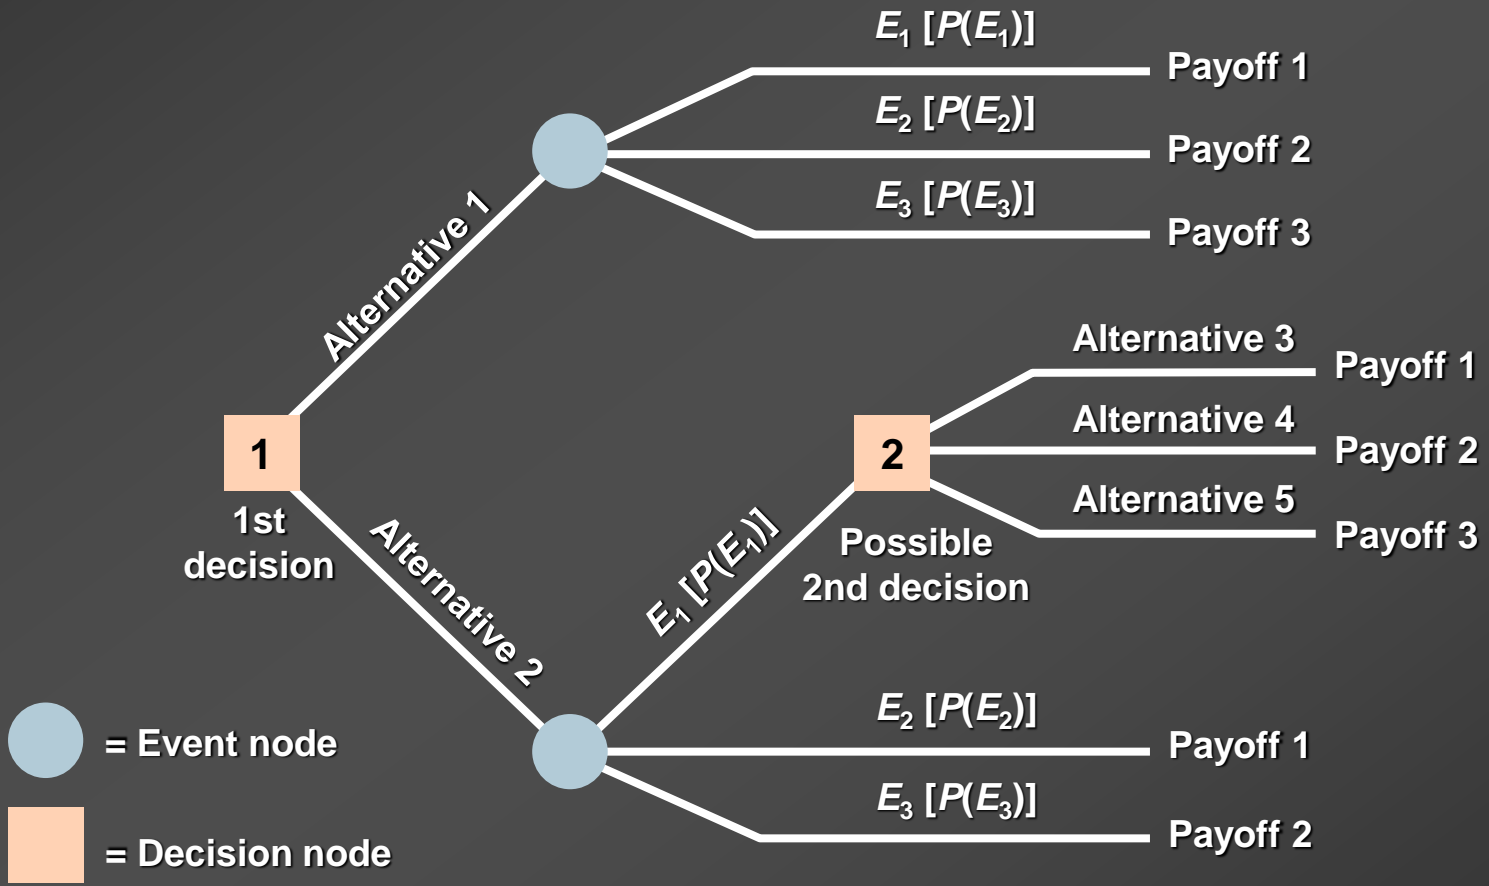 E₁ [P(E₁)]
Payoff 1
E₂ [P(E₂)]
Payoff 2
E₃ [P(E₃)]
Payoff 3
Alternative 1
1
1st
decision
Alternative 2
E₁ [P(E₁)]
2
Possible
2nd decision
Alternative 3
Payoff 1
Alternative 4
Payoff 2
Alternative 5
Payoff 3
E₂ [P(E₂)]
Payoff 1
E₃ [P(E₃)]
Payoff 2
= Event node
= Decision node